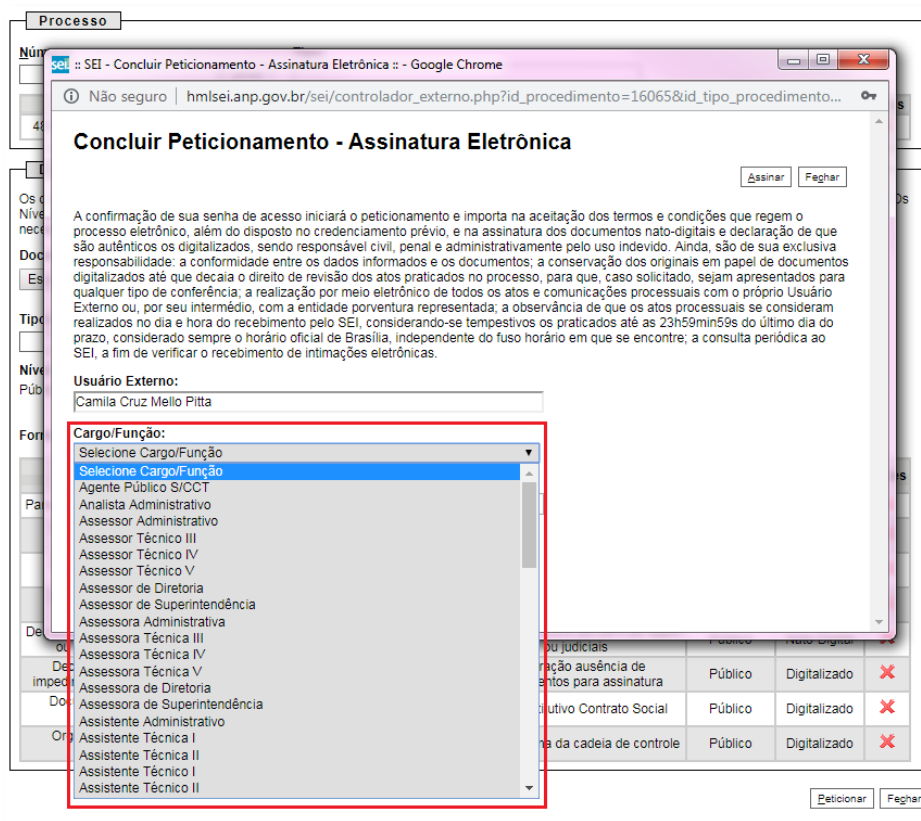 Processo
sei! :: SEI - Concluir Peticionamento - Assinatura Eletrônica :: - Google Chrome
Não seguro | hmlsei.anp.gov.br/sei/controlador_externo.php?id_procedimento=16065&id_tipo_procedimento...
Concluir Peticionamento - Assinatura Eletrônica
Assinar Fechar
A confirmação de sua senha de acesso iniciará o peticionamento e importa na aceitação dos termos e condições que regem o
processo eletrônico, além do disposto no credenciamento prévio, e na assinatura dos documentos nato-digitais e declaração de que
são autênticos os digitalizados, sendo responsável civil, penal e administrativamente pelo uso indevido. Ainda, são de sua exclusiva
responsabilidade: a conformidade entre os dados informados e os documentos; a conservação dos originais em papel de documentos
digitalizados até que decaia o direito de revisão dos atos praticados no processo, para que, caso solicitado, sejam apresentados para
qualquer tipo de conferência; a realização por meio eletrônico de todos os atos e comunicações processuais com o próprio Usuário
Externo ou, por seu intermédio, com a entidade porventura representada; a observância de que os atos processuais se consideram
realizados no dia e hora do recebimento pelo SEI, considerando-se tempestivos os praticados até as 23h59min59s do último dia do
prazo, considerado sempre o horário oficial de Brasília, independente do fuso horário em que se encontre; a consulta periódica ao
SEI, a fim de verificar o recebimento de intimações eletrônicas.
Usuário Externo:
Camila Cruz Mello Pitta
Cargo/Função:
Selecione Cargo/Função
Selecione Cargo/Função
Agente Público S/CCT
Analista Administrativo
Assessor Administrativo
Assessor Técnico III
Assessor Técnico IV
Assessor Técnico V
Assessor de Diretoria
Assessor de Superintendência
Assessora Administrativa
Assessora Técnica III
Assessora Técnica IV
Assessora Técnica V
Assessora de Diretoria
Assessora de Superintendência
Assistente Administrativo
Assistente Técnica I
Assistente Técnica II
Assistente Técnico I
Assistente Técnico II
ou judiciais Público Nato-Digital
ração ausência de
entos para assinatura Público Digitalizado
titutivo Contrato Social Público Digitalizado
a da cadeia de controle Público Digitalizado
Peticionar Fechar